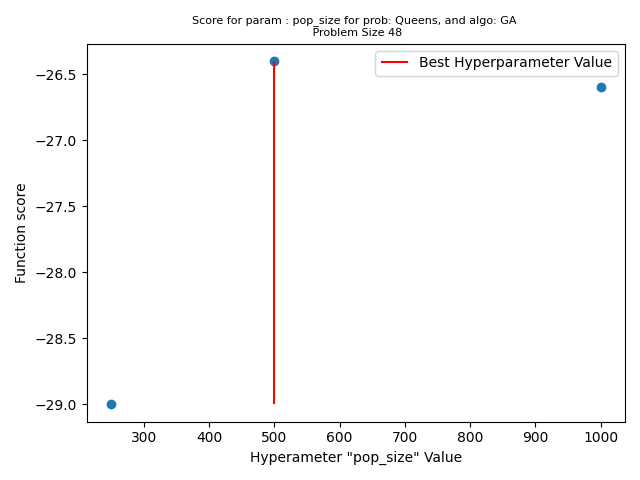 Score for param : pop_size for prob: Queens, and algo: GA
Problem Size 48
Best Hyperparameter Value
Function score
−26.5
−27.0
−27.5
−28.0
−28.5
−29.0
300 400 500 600 700 800 900 1000
Hyperameter "pop_size" Value